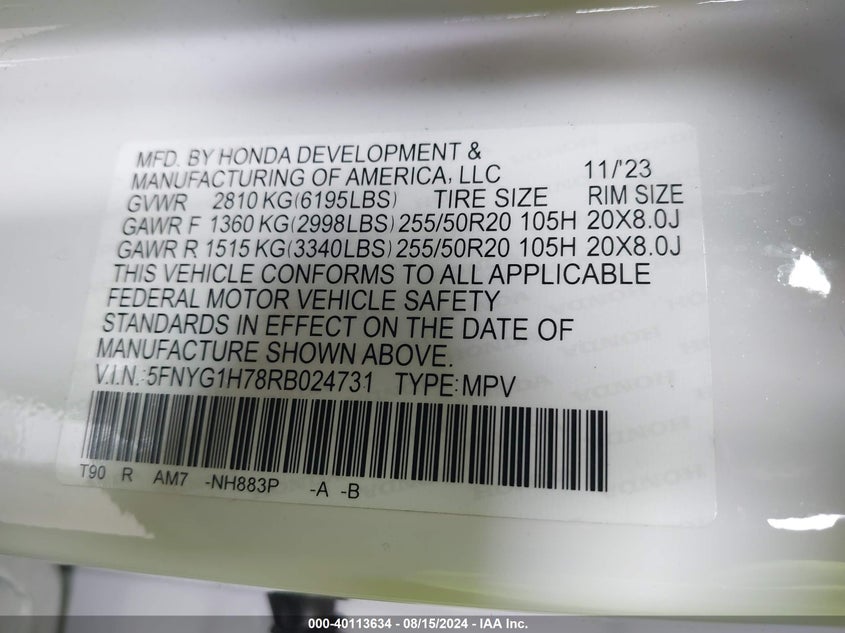 MFD. BY HONDA DEVELOPMENT &
MANUFACTURING OF AMERICA, LLC 11/'23
GVWR 2810 KG(6195LBS) TIRE SIZE RIM SIZE
GAWR F 1360 KG(2998LBS) 255/50R20 105H 20X8.0J
GAWR R 1515 KG(3340LBS) 255/50R20 105H 20X8.0J
THIS VEHICLE CONFORMS TO ALL APPLICABLE
FEDERAL MOTOR VEHICLE SAFETY
STANDARDS IN EFFECT ON THE DATE OF
MANUFACTURE SHOWN ABOVE.
V.I.N.:5FNYG1H78RB024731 TYPE:MPV
T90 R AM7 -NH883P -A -B
000-40113634 - 08/15/2024 - IAA Inc.